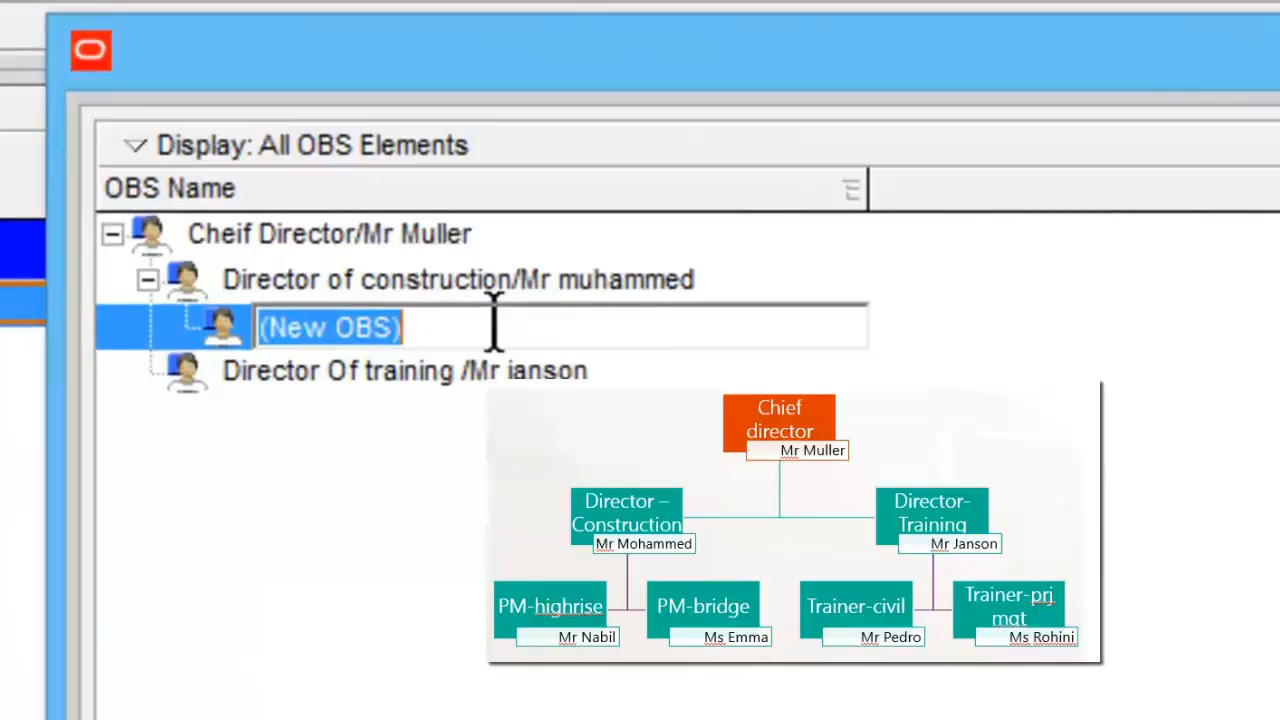 Display: All OBS Elements
OBS Name
Cheif Director/Mr Muller
Director of construction/Mr muhammed
(New OBS)
Director Of training /Mr janson
Chief
director
Mr Muller
Director –
Construction
Mr Mohammed
Director-
Training
Mr Janson
PM-highrise
Mr Nabil
PM-bridge
Ms Emma
Trainer-civil
Mr Pedro
Trainer-prj
mgt
Ms Rohini